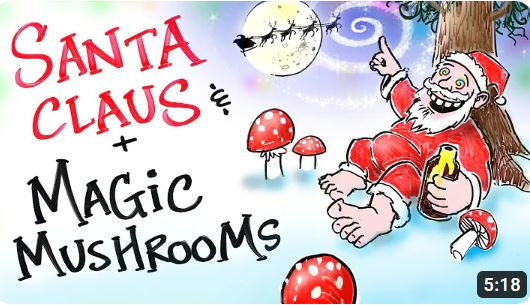 SANTA
CLAUS &
+
MAGIC
MUSHROOMS
5:18